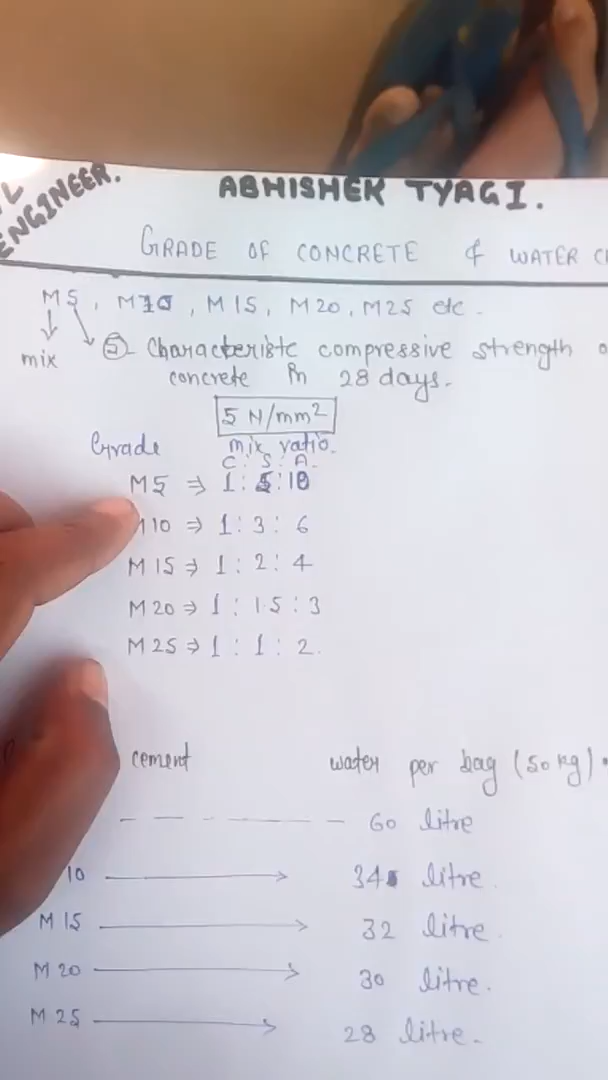 ENGINEER.
ABHISHEK TYAGI.
GRADE OF CONCRETE & WATER
M5, M10, M15, M20, M25 etc.
mix
5 Characteristc compressive strength
concrete in 28 days.
5 N/mm²
Grade mix ratio.
C : S : A.
M5 ⇒ 1 : 5 : 10
10 ⇒ 1 : 3 : 6
M15 ⇒ 1 : 2 : 4
M20 ⇒ 1 : 1.5 : 3
M25 ⇒ 1 : 1 : 2.
cement water per bag (50 kg)
60 litre
10 → 34 litre.
M15 → 32 litre.
M20 → 30 litre.
M25 → 28 litre.